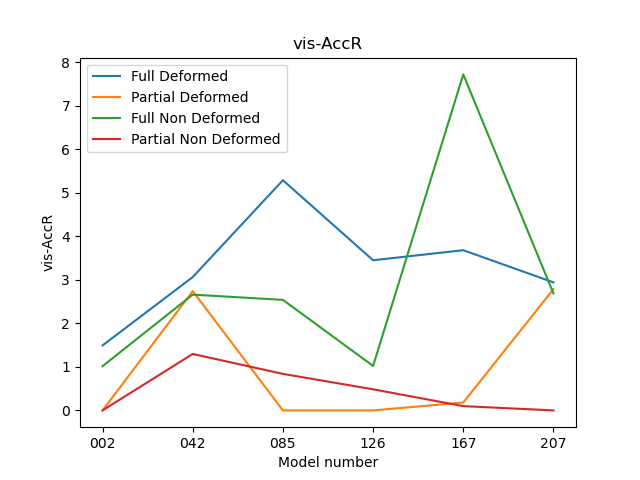 vis-AccR
8
7
6
5
4
3
2
1
0
vis-AccR
Full Deformed
Partial Deformed
Full Non Deformed
Partial Non Deformed
002 042 085 126 167 207
Model number